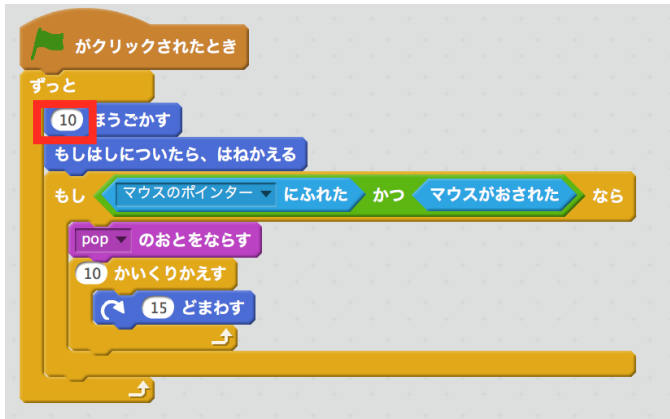 がクリックされたとき
ずっと
10 ほうごかす
もしはしについたら、はねかえる
もし マウスのポインター にふれた かつ マウスがおされた なら
pop のおとをならす
10 かいくりかえす
15 どまわす